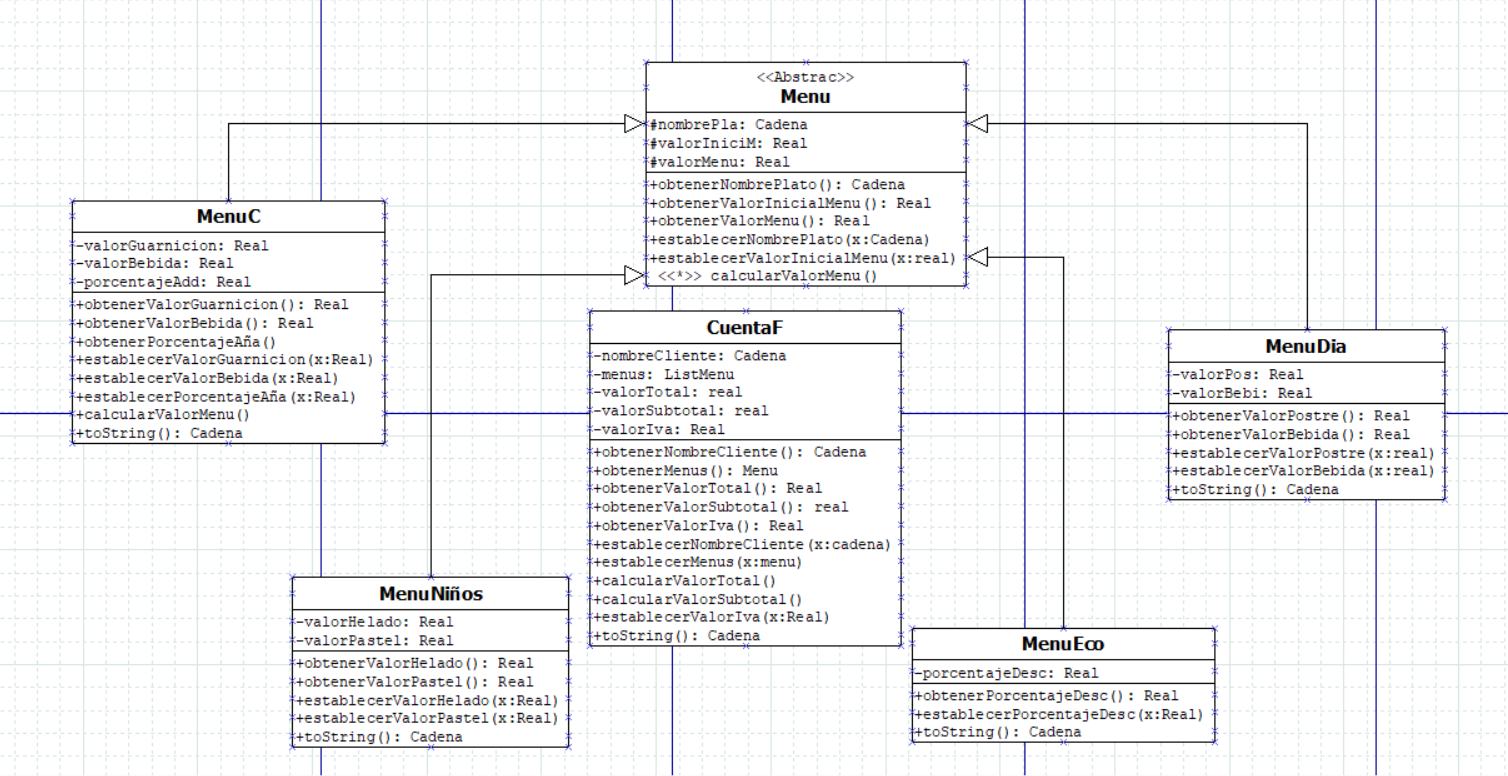 <<Abstrac>>
Menu
#nombrePla: Cadena
#valorIniciM: Real
#valorMenu: Real
+obtenerNombrePlato(): Cadena
+obtenerValorInicialMenu(): Real
+obtenerValorMenu(): Real
+establecerNombrePlato(x:Cadena)
+establecerValorInicialMenu(x:real)
<<*>> calcularValorMenu()
MenuC
-valorGuarnicion: Real
-valorBebida: Real
-porcentajeAdd: Real
+obtenerValorGuarnicion(): Real
+obtenerValorBebida(): Real
+obtenerPorcentajeAña()
+establecerValorGuarnicion(x:Real)
+establecerValorBebida(x:Real)
+establecerPorcentajeAña(x:Real)
+calcularValorMenu()
+toString(): Cadena
CuentaF
-nombreCliente: Cadena
-menus: ListMenu
-valorTotal: real
-valorSubtotal: real
-valorIva: Real
+obtenerNombreCliente(): Cadena
+obtenerMenus(): Menu
+obtenerValorTotal(): Real
+obtenerValorSubtotal(): real
+obtenerValorIva(): Real
+establecerNombreCliente(x:cadena)
+establecerMenus(x:menu)
+calcularValorTotal()
+calcularValorSubtotal()
+establecerValorIva(x:Real)
+toString(): Cadena
MenuDia
-valorPos: Real
-valorBebi: Real
+obtenerValorPostre(): Real
+obtenerValorBebida(): Real
+establecerValorPostre(x:real)
+establecerValorBebida(x:real)
+toString(): Cadena
MenuNiños
-valorHelado: Real
-valorPastel: Real
+obtenerValorHelado(): Real
+obtenerValorPastel(): Real
+establecerValorHelado(x:Real)
+establecerValorPastel(x:Real)
+toString(): Cadena
MenuEco
-porcentajeDesc: Real
+obtenerPorcentajeDesc(): Real
+establecerPorcentajeDesc(x:Real)
+toString(): Cadena